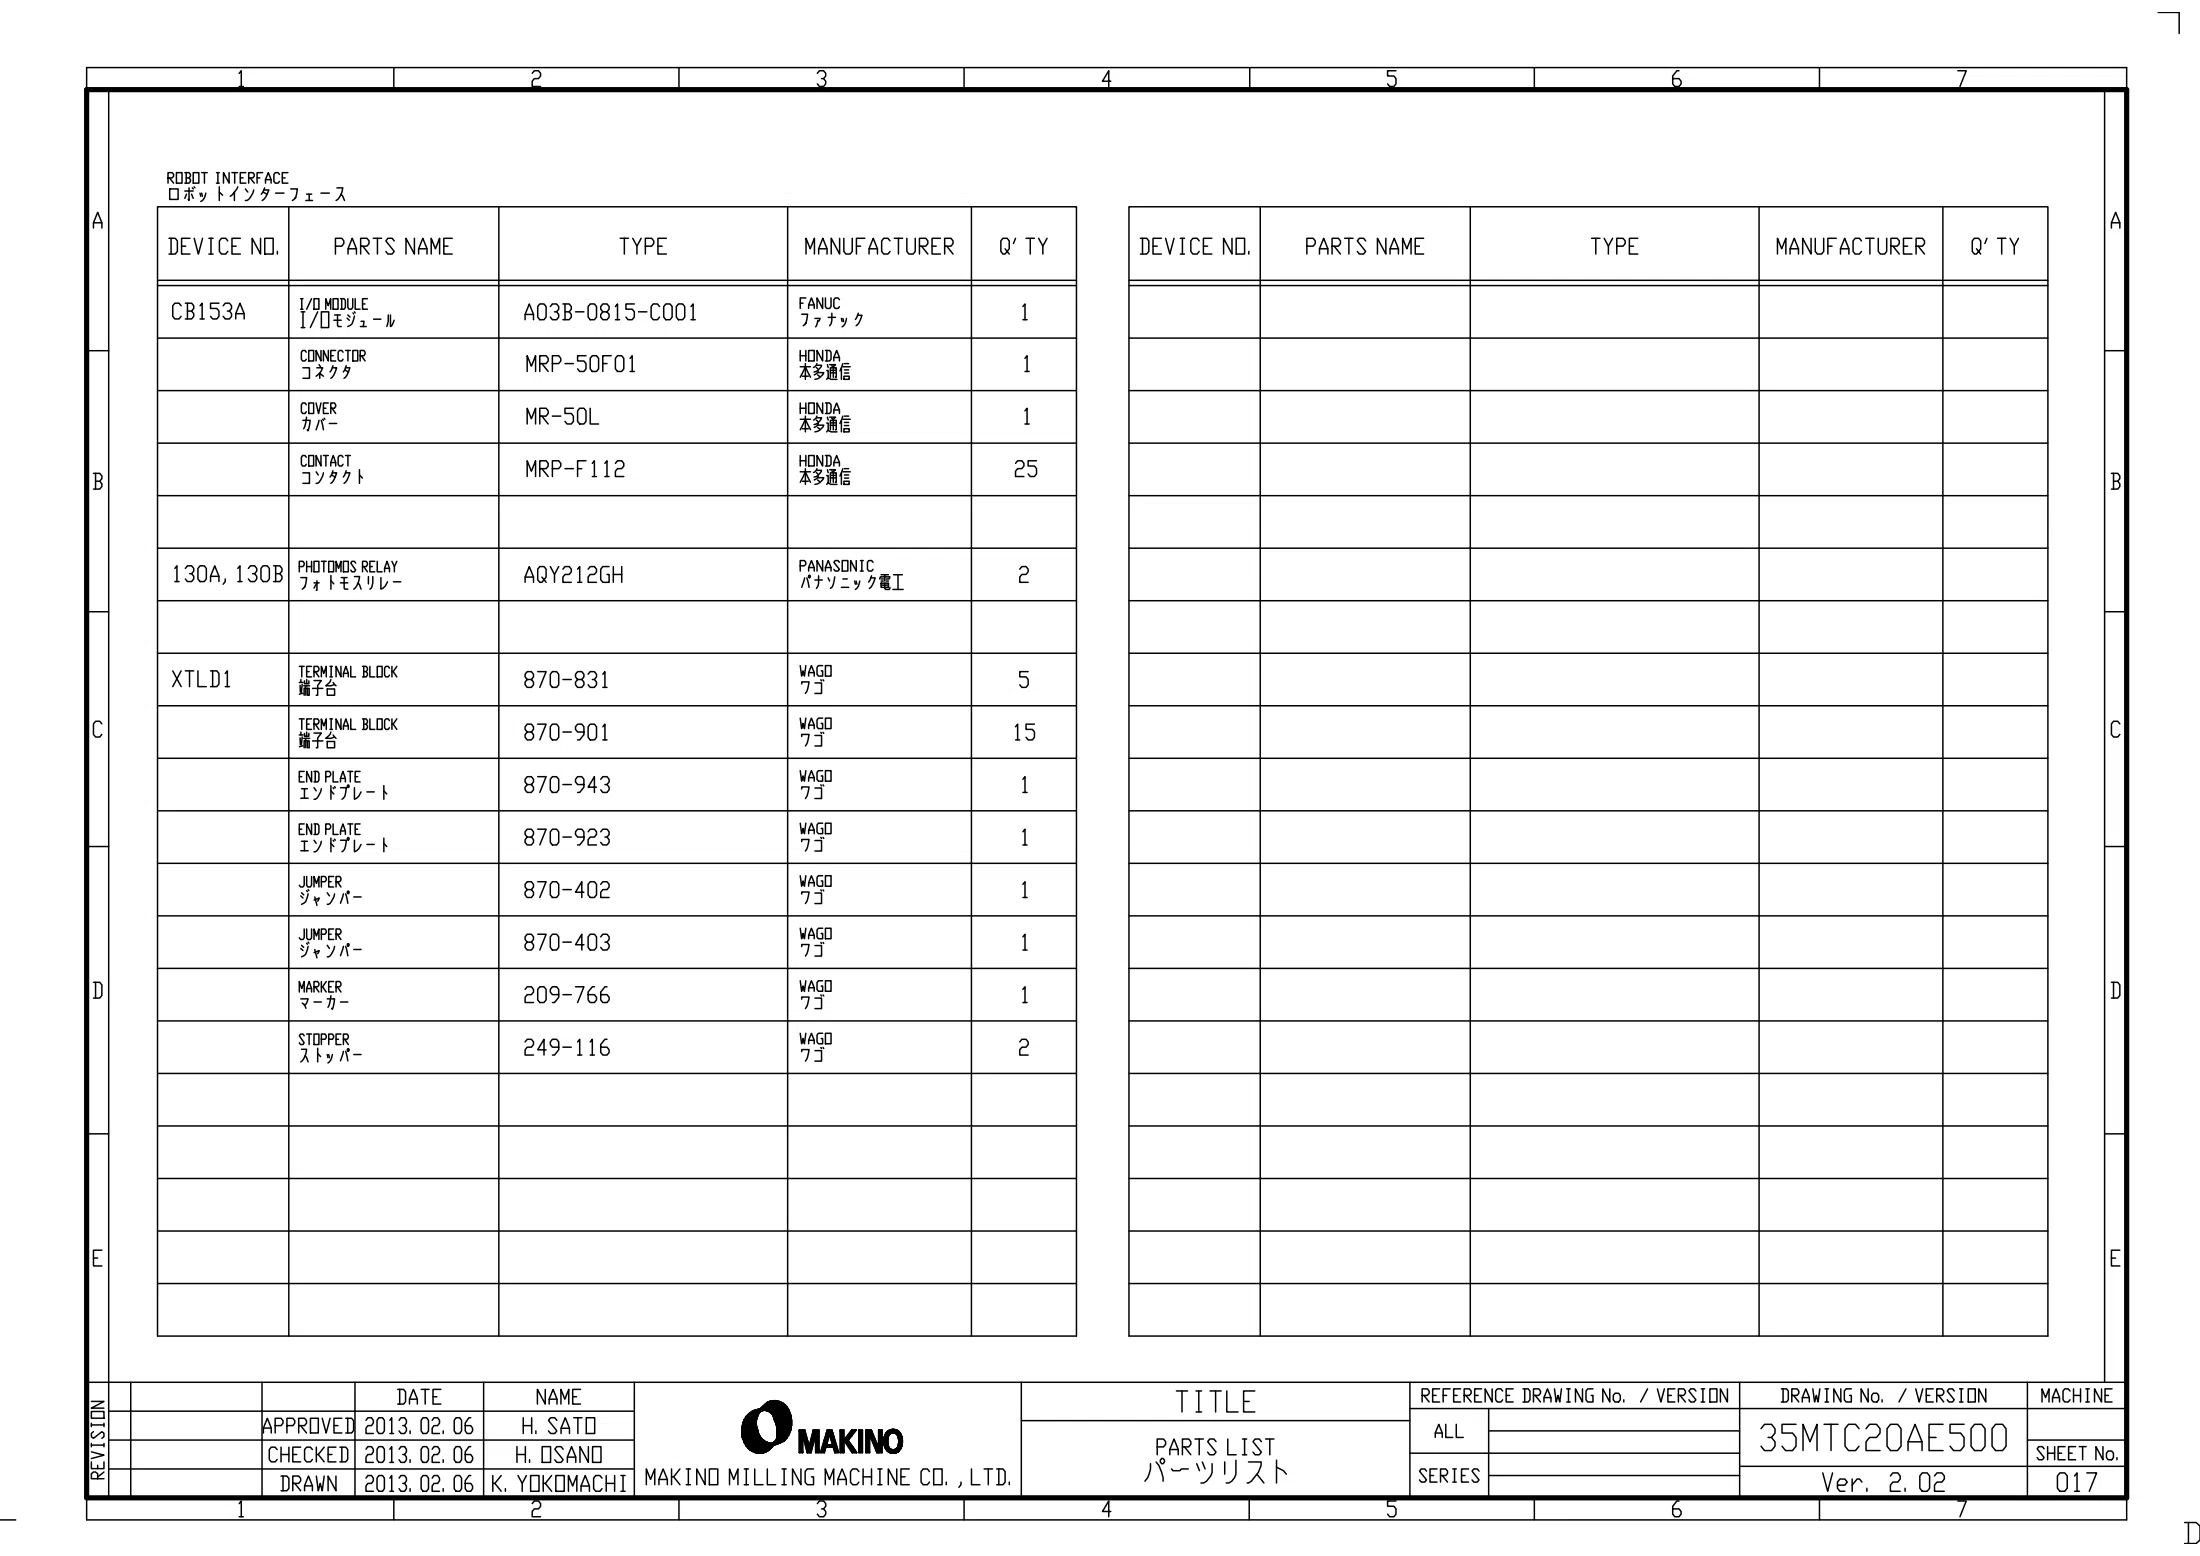 1 2 3 4 5 6 7
ROBOT INTERFACE
ロボットインターフェース
DEVICE NO. PARTS NAME TYPE MANUFACTURER Q'TY
CB153A I/O MODULE A03B-0815-C001 FANUC 1
I/Oモジュール ファナック
CONNECTOR MRP-50F01 HONDA 1
コネクタ 本多通信
COVER MR-50L HONDA 1
カバー 本多通信
CONTACT MRP-F112 HONDA 25
コンタクト 本多通信
130A, 130B PHOTOMOS RELAY AQY212GH PANASONIC 2
フォトモスリレー パナソニック電工
XTLD1 TERMINAL BLOCK 870-831 WAGO 5
端子台 ワゴ
TERMINAL BLOCK 870-901 WAGO 15
端子台 ワゴ
END PLATE 870-943 WAGO 1
エンドプレート ワゴ
END PLATE 870-923 WAGO 1
エンドプレート ワゴ
JUMPER 870-402 WAGO 1
ジャンパー ワゴ
JUMPER 870-403 WAGO 1
ジャンパー ワゴ
MARKER 209-766 WAGO 1
マーカー ワゴ
STOPPER 249-116 WAGO 2
ストッパー ワゴ
DEVICE NO. PARTS NAME TYPE MANUFACTURER Q'TY
A A
B B
C C
D D
E E
REVISION
DATE NAME
APPROVED 2013.02.06 H. SATO
CHECKED 2013.02.06 H. OSANO
DRAWN 2013.02.06 K. YOKOMACHI
MAKINO
MAKINO MILLING MACHINE CO., LTD.
TITLE
PARTS LIST
パーツリスト
REFERENCE DRAWING No. / VERSION
ALL
SERIES
DRAWING No. / VERSION
35MTC20AE500
Ver. 2.02
MACHINE
SHEET No.
017
1 2 3 4 5 6 7
D